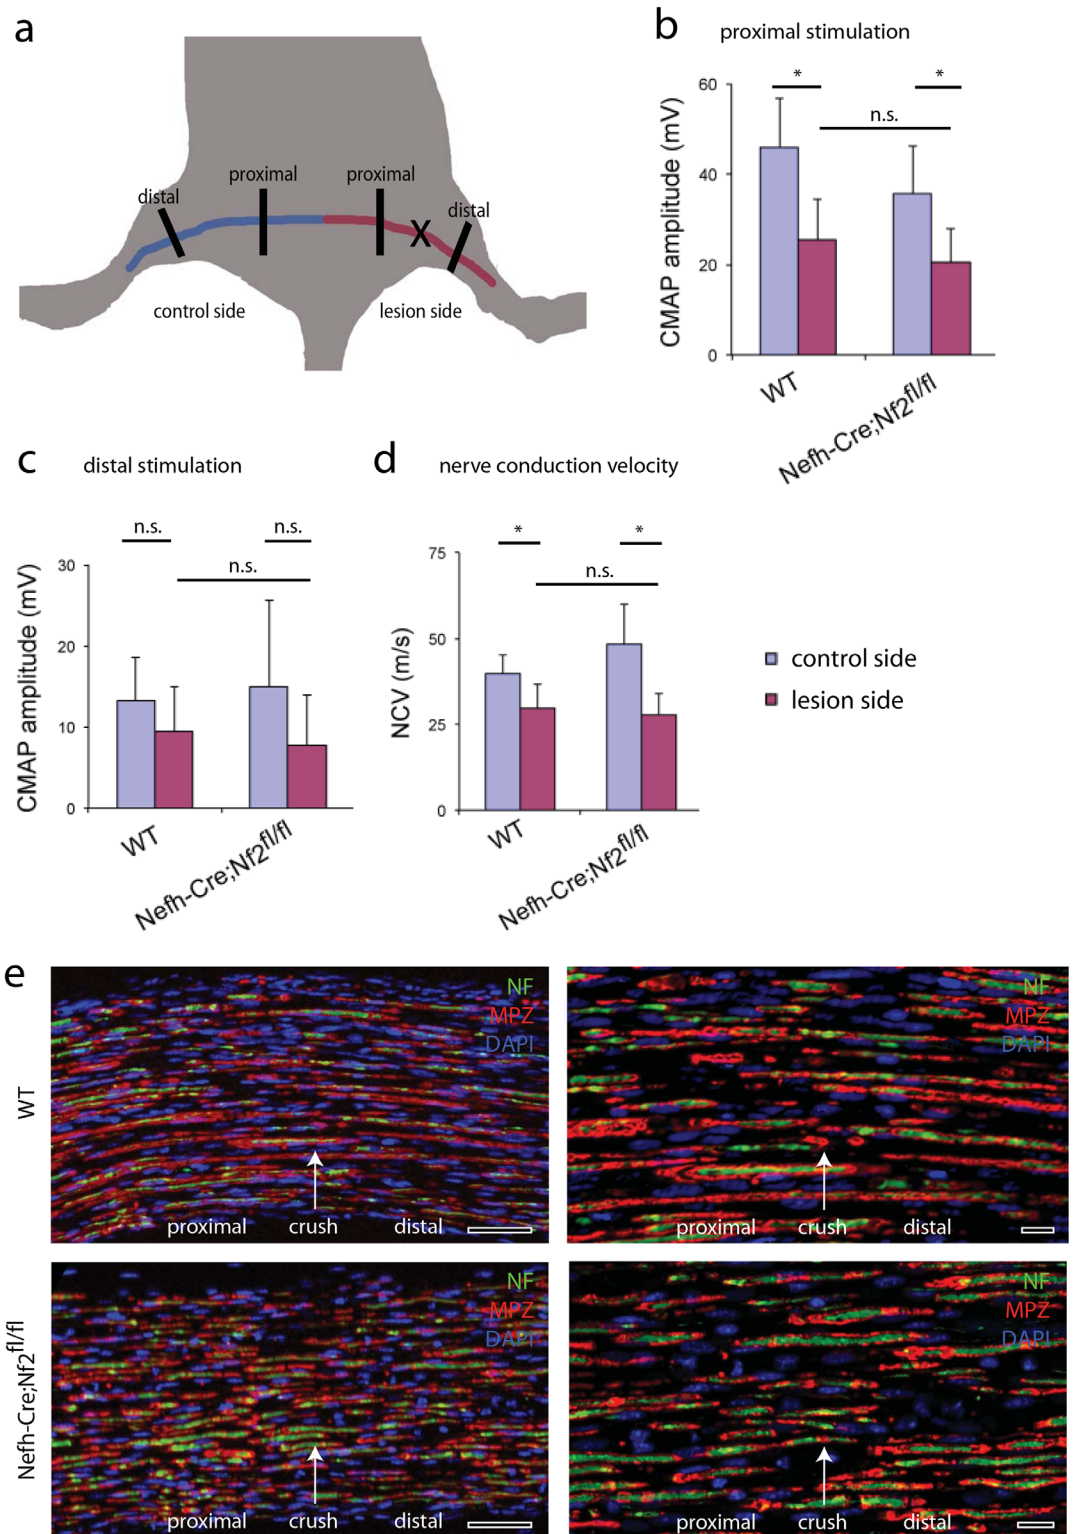 a
distal
proximal
proximal
distal
X
control side
lesion side
b
proximal stimulation
*
*
n.s.
CMAP amplitude (mV)
60
40
20
0
WT
Nefh-Cre;Nf2fl/fl
c
distal stimulation
n.s.
n.s.
n.s.
CMAP amplitude (mV)
30
20
10
0
WT
Nefh-Cre;Nf2fl/fl
d
nerve conduction velocity
*
*
n.s.
NCV (m/s)
75
50
25
0
WT
Nefh-Cre;Nf2fl/fl
control side
lesion side
e
WT
NF
MPZ
DAPI
proximal crush distal
NF
MPZ
DAPI
proximal crush distal
Nefh-Cre;Nf2fl/fl
NF
MPZ
DAPI
proximal crush distal
NF
MPZ
DAPI
proximal crush distal